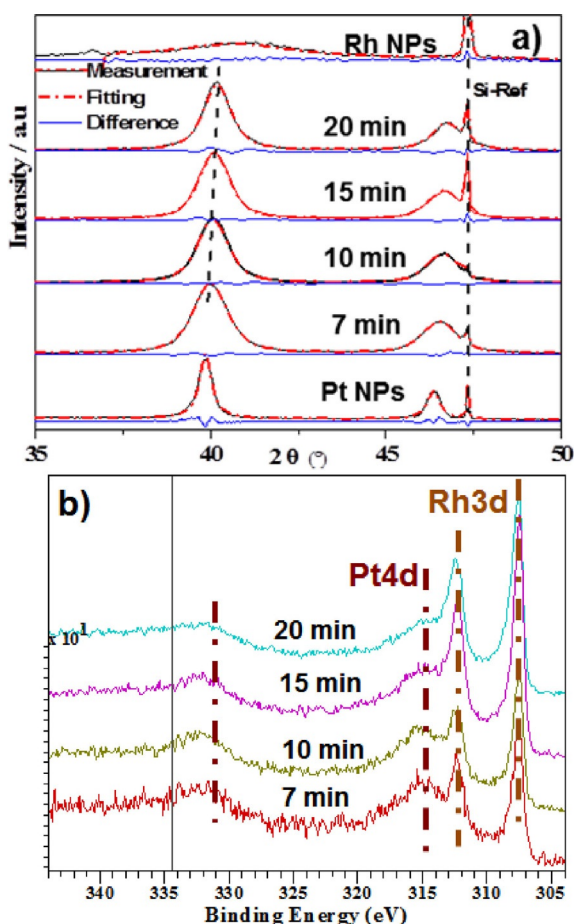 a)
Rh NPs
Measurement
Fitting
Difference
Si-Ref
20 min
15 min
10 min
7 min
Pt NPs
Intensity / au
35 40 45 50
2 θ (°)
b)
Rh3d
Pt4d
x 10¹
20 min
15 min
10 min
7 min
340 335 330 325 320 315 310 305
Binding Energy (eV)